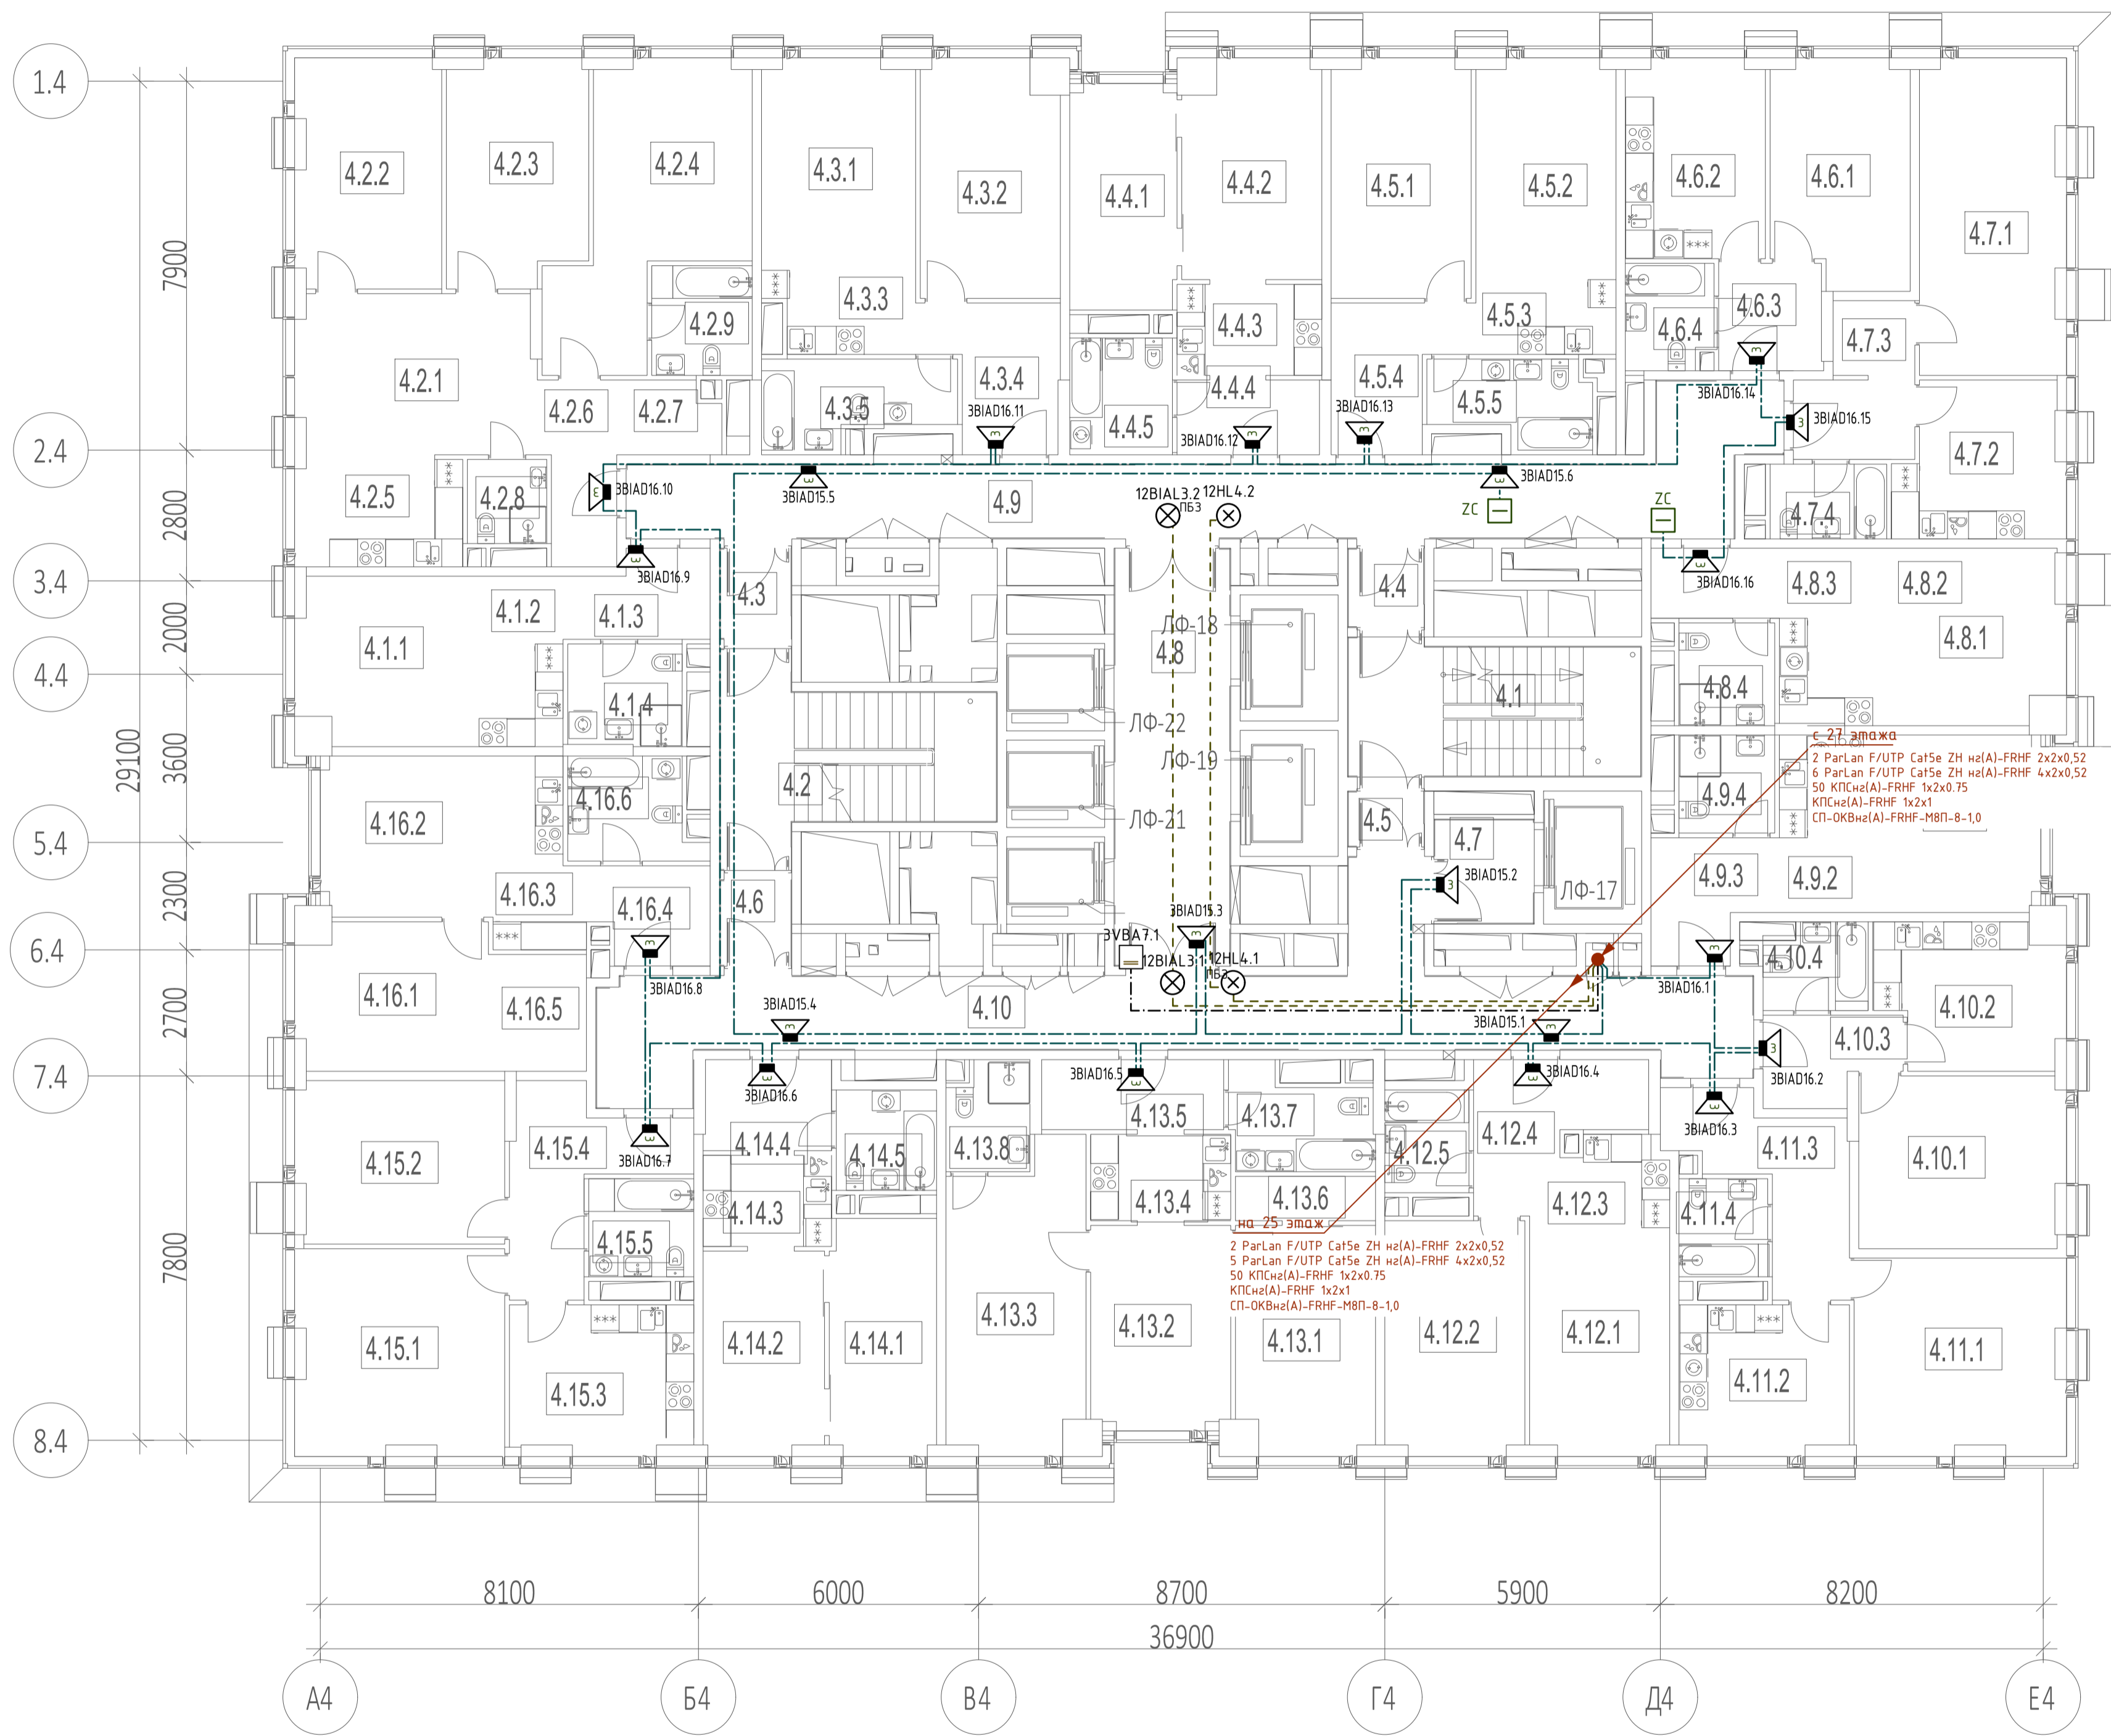 1.4
4.2.2
4.2.3
4.2.4
4.3.1
4.3.2
4.4.1
4.4.2
4.5.1
4.5.2
4.6.2
4.6.1
4.7.1
7900
4.2.9
4.3.3
4.4.3
4.5.3
4.6.3
4.6.4
4.7.3
4.2.1
4.2.6
4.2.7
4.3.5
4.3.4
4.4.4
4.4.5
4.5.4
4.5.5
3BIAD16.11
3BIAD16.12
3BIAD16.13
3BIAD16.14
3BIAD16.15
2.4
4.7.2
4.2.5
4.2.8
3BIAD16.10
3BIAD15.5
4.9
12BIAL3.2
ПБЗ
12HL4.2
3BIAD15.6
ZC
ZC
4.7.4
2800
3BIAD16.9
3BIAD16.16
3.4
4.1.2
4.1.3
4.3
4.4
4.8.3
4.8.2
2000
4.1.1
ЛФ-18
4.8
4.8.1
4.4
4.1.4
4.1
4.8.4
29100
3600
ЛФ-22
ЛФ-19
с 27 этажа
2 ParLan F/UTP Cat5e ZH нг(А)-FRHF 2x2x0,52
6 ParLan F/UTP Cat5e ZH нг(А)-FRHF 4x2x0,52
50 КПСнг(А)-FRHF 1x2x0.75
КПСнг(А)-FRHF 1x2x1
СП-ОКВнг(А)-FRHF-М8П-8-1,0
4.2
4.16.6
4.16.2
ЛФ-21
4.5
4.7
4.9.4
5.4
2300
4.16.3
4.16.4
4.6
3BIAD15.2
ЛФ-17
4.9.3
4.9.2
6.4
3BIAD15.3
3VBA7.1
12BIAL3.1
12HL4.1
ПБЗ
4.10.4
3BIAD16.8
3BIAD16.1
4.16.1
4.16.5
2700
3BIAD15.4
4.10
3BIAD15.1
4.10.2
4.10.3
7.4
3BIAD16.6
3BIAD16.5
3BIAD16.4
3BIAD16.2
4.15.2
4.15.4
3BIAD16.7
4.14.4
4.14.5
4.13.8
4.13.5
4.13.7
4.12.5
4.12.4
3BIAD16.3
4.11.3
4.10.1
4.14.3
4.13.4
4.13.6
4.12.3
4.11.4
7800
4.15.5
на 25 этаж
2 ParLan F/UTP Cat5e ZH нг(А)-FRHF 2x2x0,52
5 ParLan F/UTP Cat5e ZH нг(А)-FRHF 4x2x0,52
50 КПСнг(А)-FRHF 1x2x0.75
КПСнг(А)-FRHF 1x2x1
СП-ОКВнг(А)-FRHF-М8П-8-1,0
4.15.1
4.15.3
4.14.2
4.14.1
4.13.3
4.13.2
4.13.1
4.12.2
4.12.1
4.11.2
4.11.1
8.4
8100
6000
8700
5900
8200
36900
А4
Б4
В4
Г4
Д4
Е4